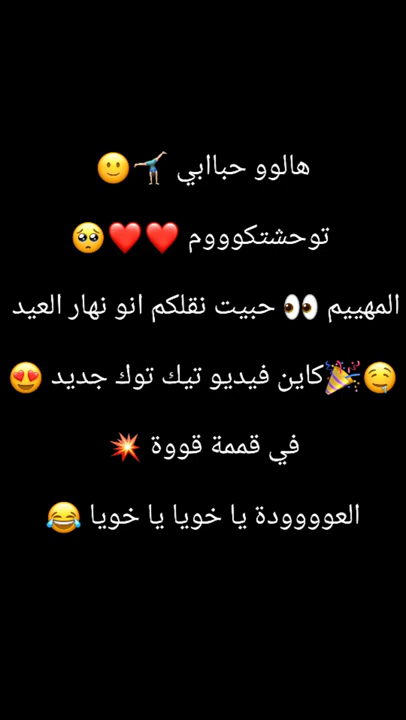 هالوو حباابي 🤸🏼‍♂️🙂
توحشتكوووم ❤️❤️🥺
المهييم 👀 حبيت نقلكم انو نهار العيد
كاين فيديو تيك توك جديد 😍🎉🤤
في قممة قووة 💥
العوووودة يا خويا يا خويا 😂